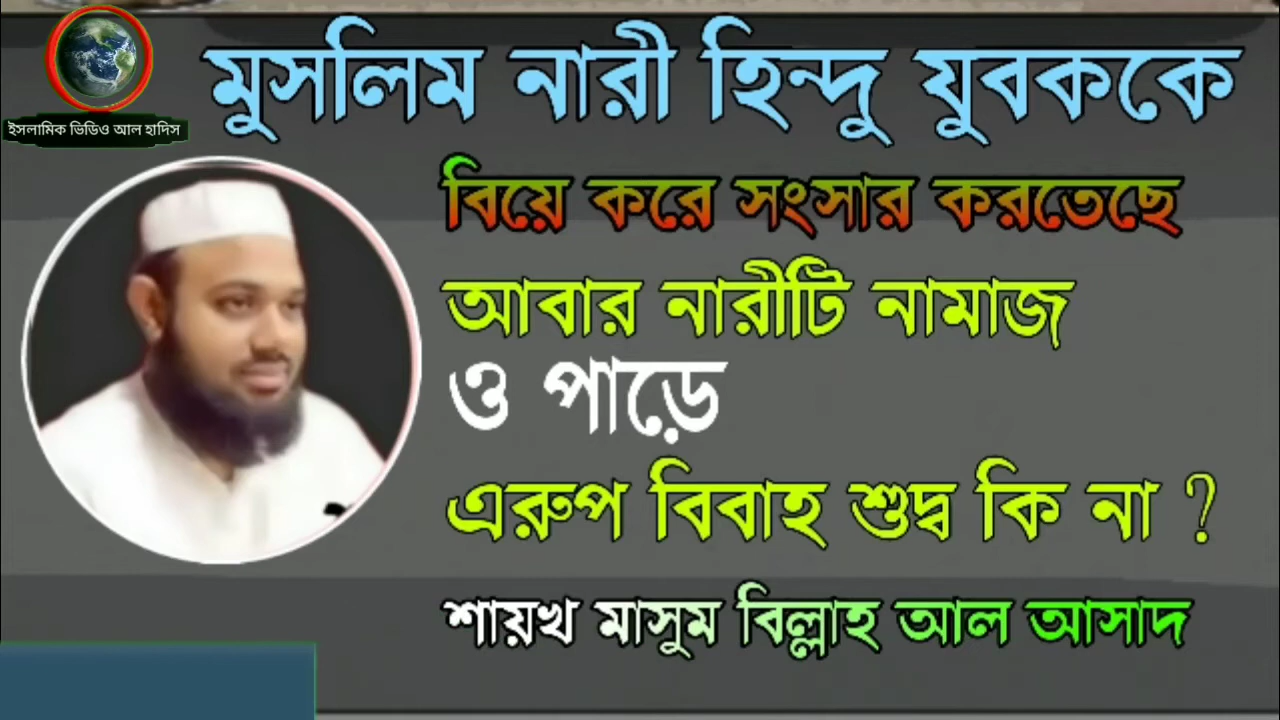 ইসলামিক ভিডিও আল হাদিস
মুসলিম নারী হিন্দু যুবককে
বিয়ে করে সংসার করতেছে
আবার নারীটি নামাজ
ও পাড়ে
এরুপ বিবাহ শুদ্ব কি না ?
শায়খ মাসুম বিল্লাহ আল আসাদ